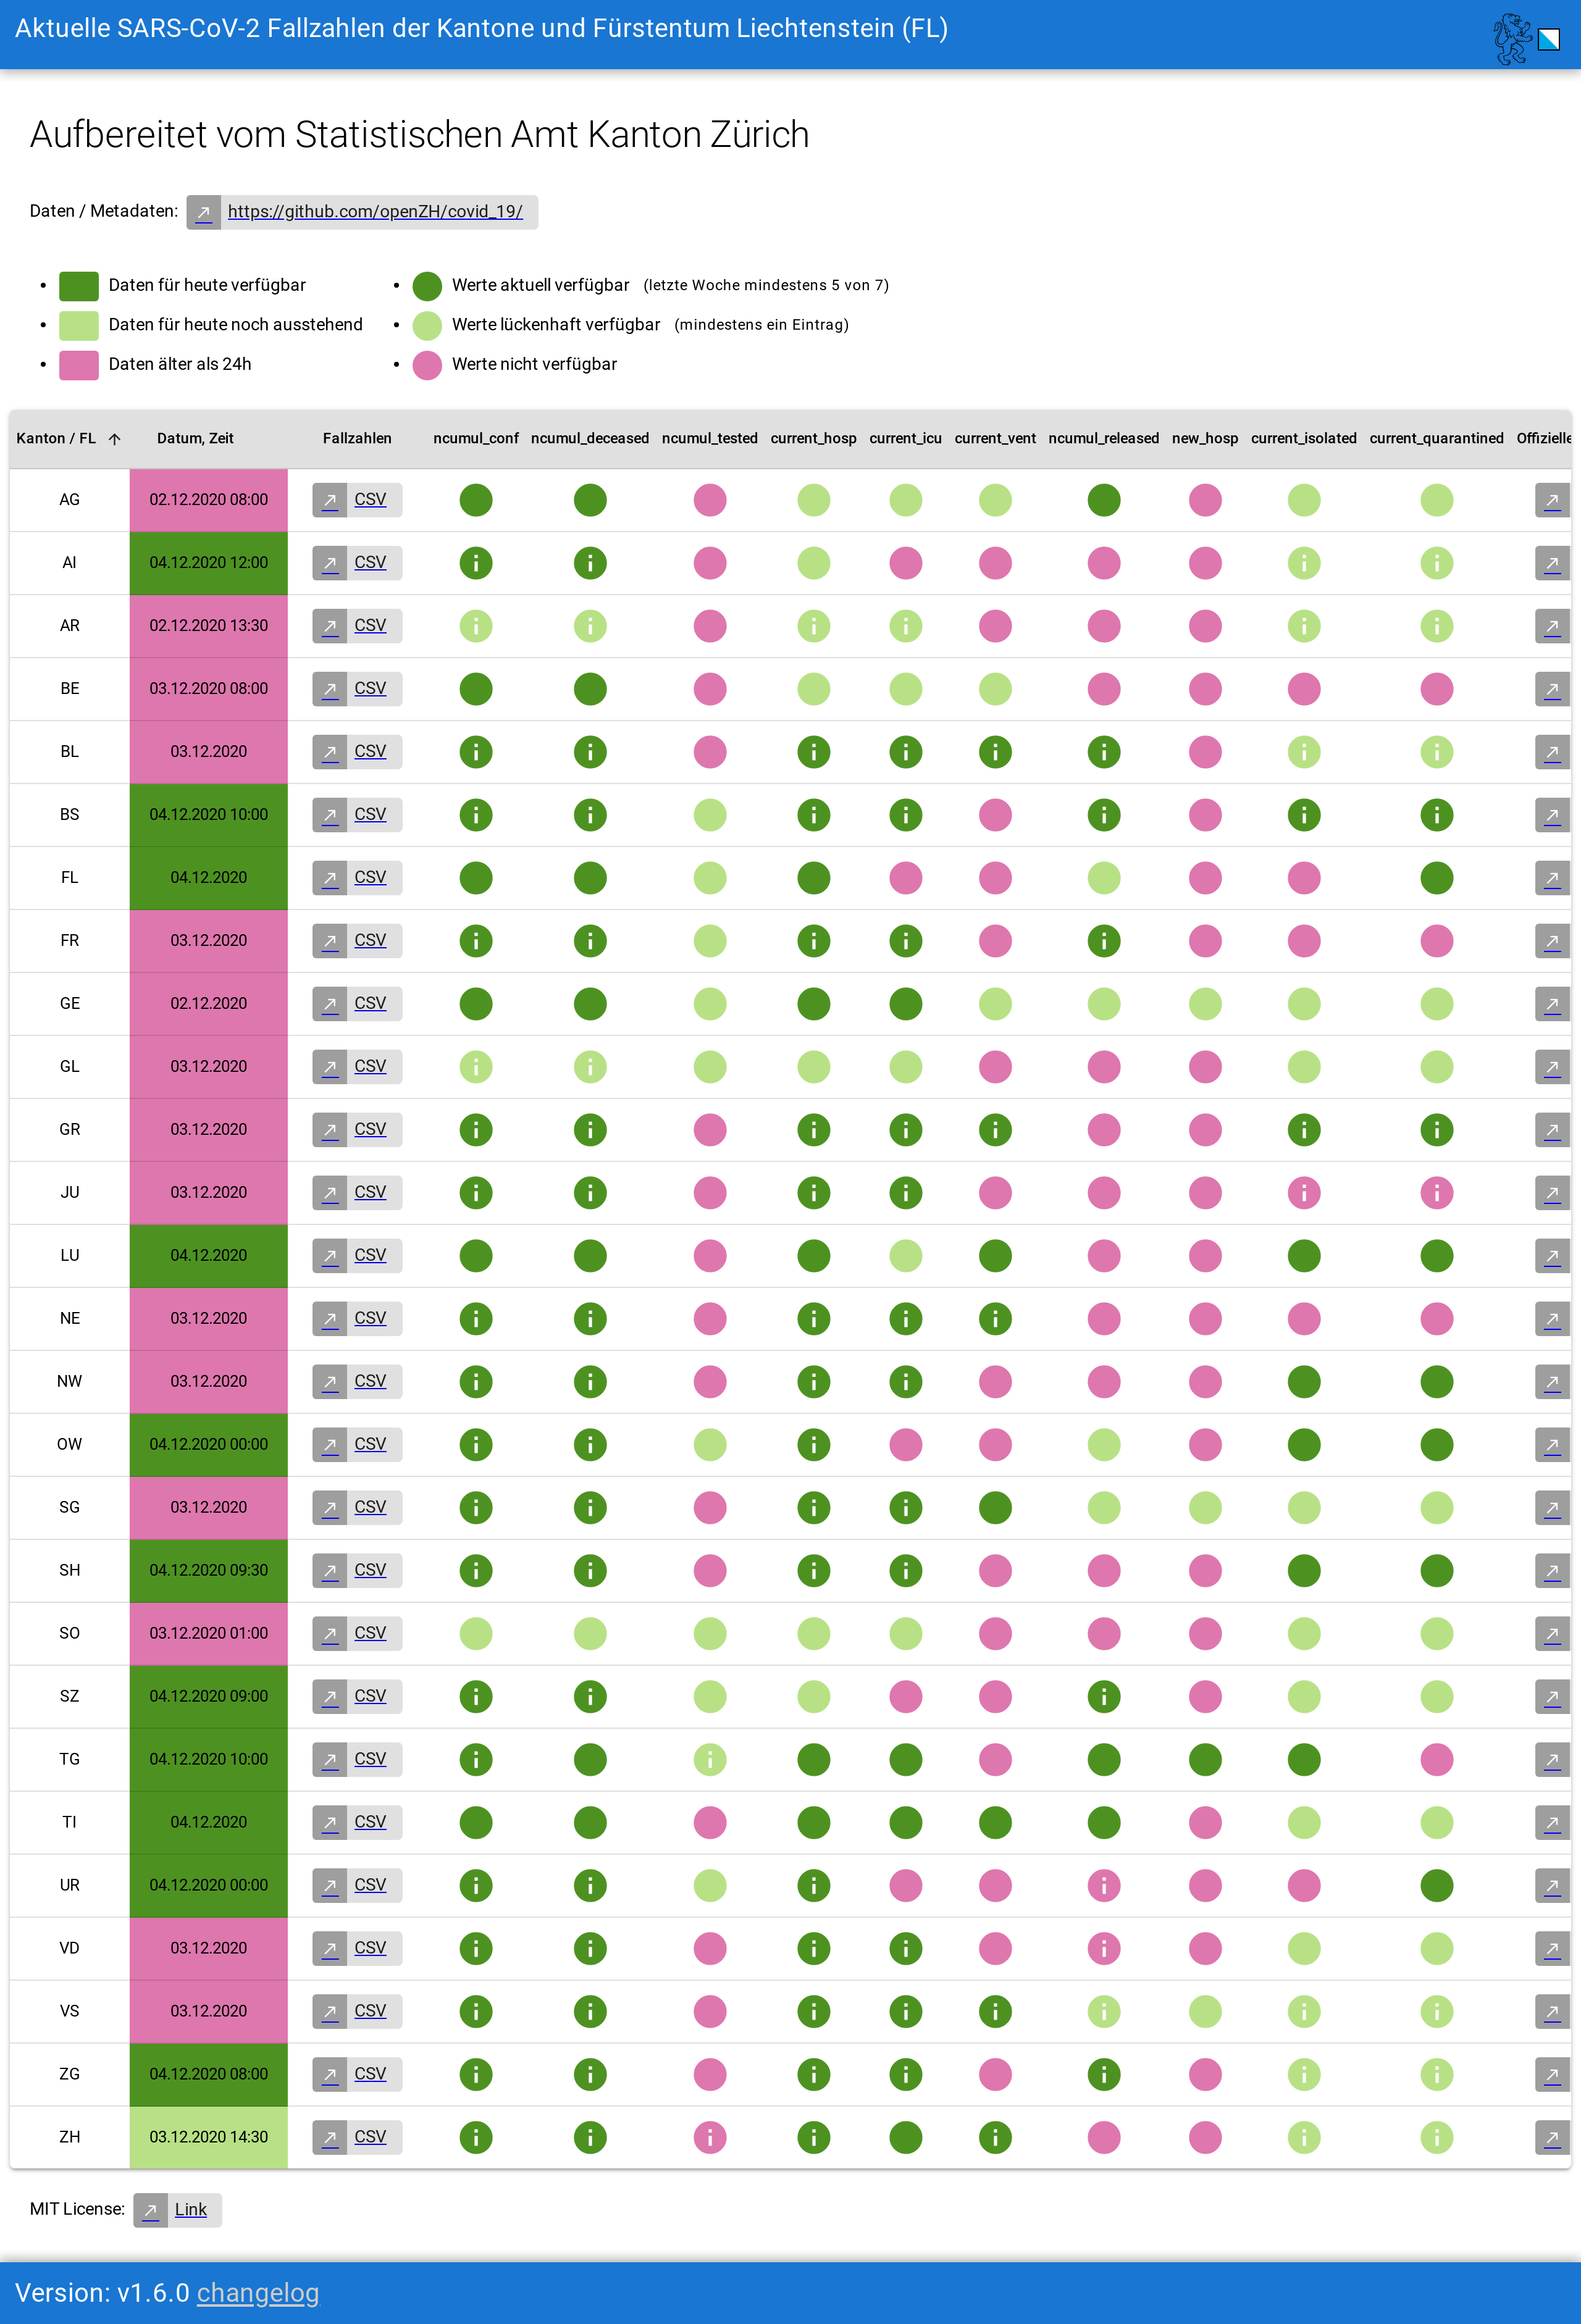 Aktuelle SARS-CoV-2 Fallzahlen der Kantone und Fürstentum Liechtenstein (FL)
Aufbereitet vom Statistischen Amt Kanton Zürich
Daten / Metadaten: https://github.com/openZH/covid_19/
Daten für heute verfügbar
Daten für heute noch ausstehend
Daten älter als 24h
Werte aktuell verfügbar (letzte Woche mindestens 5 von 7)
Werte lückenhaft verfügbar (mindestens ein Eintrag)
Werte nicht verfügbar
Kanton / FL Datum, Zeit Fallzahlen ncumul_conf ncumul_deceased ncumul_tested current_hosp current_icu current_vent ncumul_released new_hosp current_isolated current_quarantined Offizielle
AG 02.12.2020 08:00 CSV
AI 04.12.2020 12:00 CSV
AR 02.12.2020 13:30 CSV
BE 03.12.2020 08:00 CSV
BL 03.12.2020 CSV
BS 04.12.2020 10:00 CSV
FL 04.12.2020 CSV
FR 03.12.2020 CSV
GE 02.12.2020 CSV
GL 03.12.2020 CSV
GR 03.12.2020 CSV
JU 03.12.2020 CSV
LU 04.12.2020 CSV
NE 03.12.2020 CSV
NW 03.12.2020 CSV
OW 04.12.2020 00:00 CSV
SG 03.12.2020 CSV
SH 04.12.2020 09:30 CSV
SO 03.12.2020 01:00 CSV
SZ 04.12.2020 09:00 CSV
TG 04.12.2020 10:00 CSV
TI 04.12.2020 CSV
UR 04.12.2020 00:00 CSV
VD 03.12.2020 CSV
VS 03.12.2020 CSV
ZG 04.12.2020 08:00 CSV
ZH 03.12.2020 14:30 CSV
MIT License: Link
Version: v1.6.0 changelog